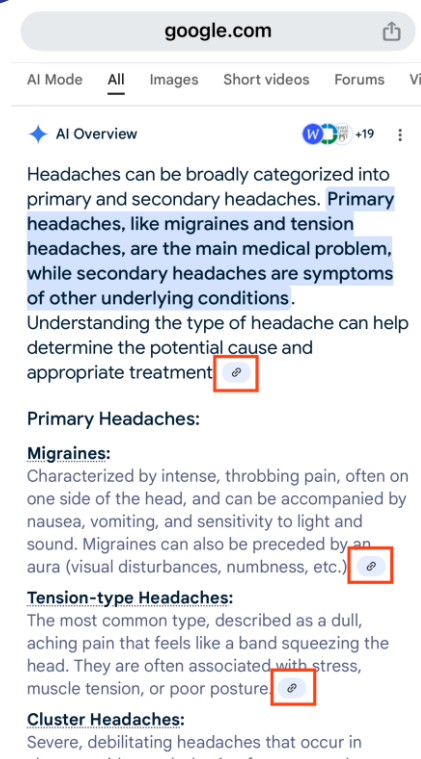 google.com
AI Mode All Images Short videos Forums Vi
AI Overview W +19
Headaches can be broadly categorized into
primary and secondary headaches. Primary
headaches, like migraines and tension
headaches, are the main medical problem,
while secondary headaches are symptoms
of other underlying conditions.
Understanding the type of headache can help
determine the potential cause and
appropriate treatment
Primary Headaches:
Migraines:
Characterized by intense, throbbing pain, often on
one side of the head, and can be accompanied by
nausea, vomiting, and sensitivity to light and
sound. Migraines can also be preceded by an
aura (visual disturbances, numbness, etc.).
Tension-type Headaches:
The most common type, described as a dull,
aching pain that feels like a band squeezing the
head. They are often associated with stress,
muscle tension, or poor posture.
Cluster Headaches:
Severe, debilitating headaches that occur in